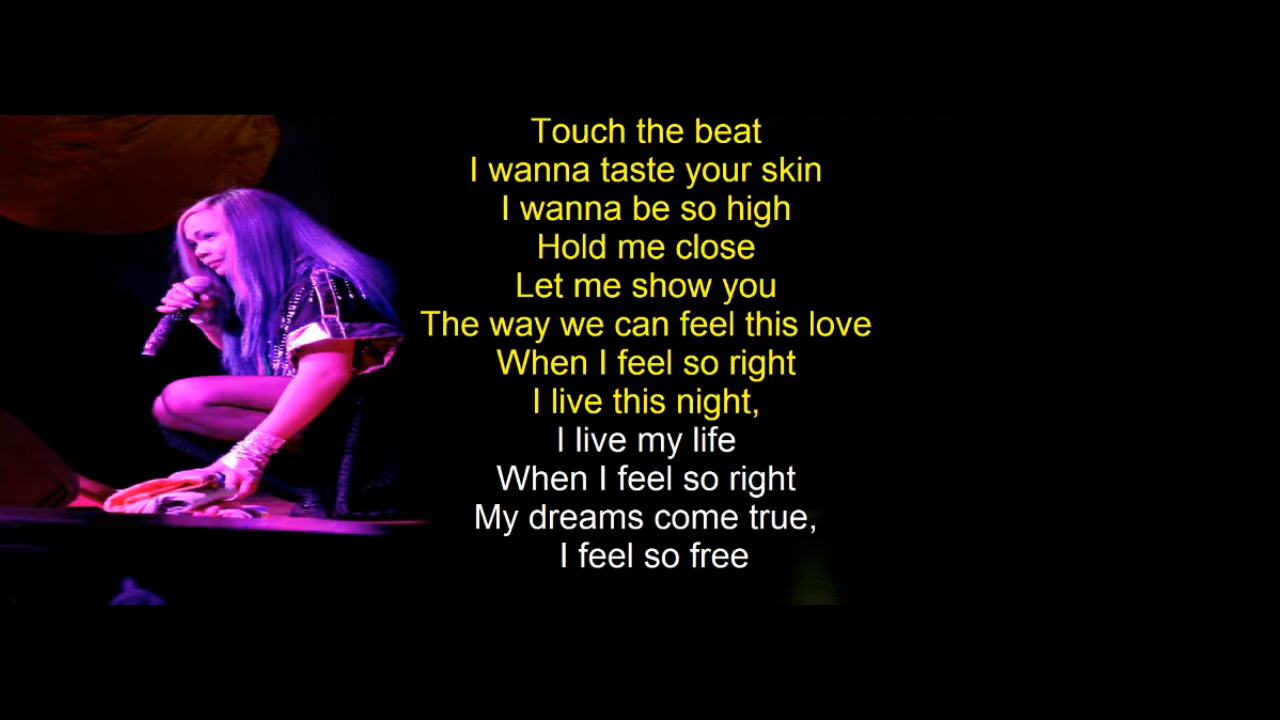 Touch the beat
I wanna taste your skin
I wanna be so high
Hold me close
Let me show you
The way we can feel this love
When I feel so right
I live this night,
I live my life
When I feel so right
My dreams come true,
I feel so free